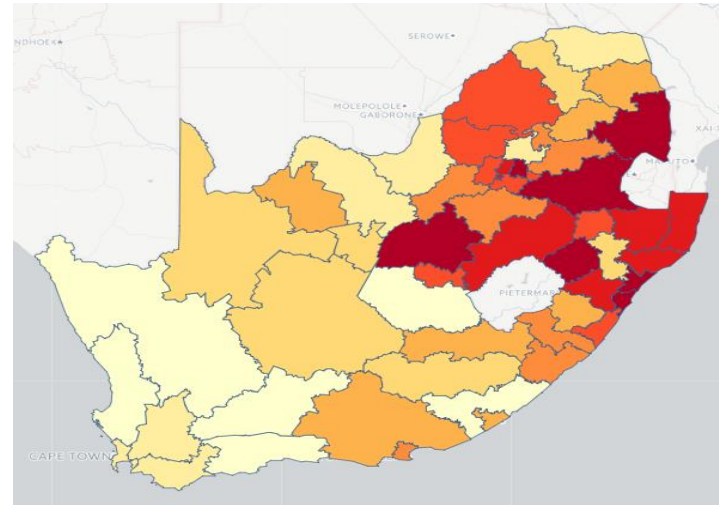 SEROWE
NDHOEK
MOLEPOLOLE
GABORONE
XAI-
PIETERMAR
CAPE TOWN